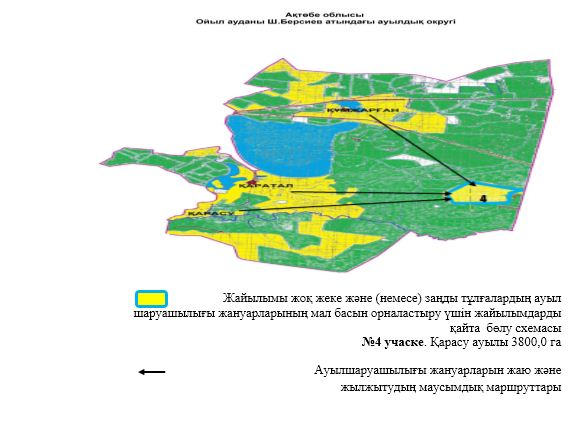 Ақтөбе облысы
Ойыл ауданы Ш.Берсиев атындағы ауылдық округі
ҚҰМЖАРҒАН
ҚАРАТАЛ
4
ҚАРАСУ
Жайылымы жоқ жеке және (немесе) заңды тұлғалардың ауыл
шаруашылығы жануарларының мал басын орналастыру үшін жайылымдарды
қайта бөлу схемасы
№4 учаске. Қарасу ауылы 3800,0 га
Ауылшаруашылығы жануарларын жаю және
жылжытудың маусымдық маршруттары